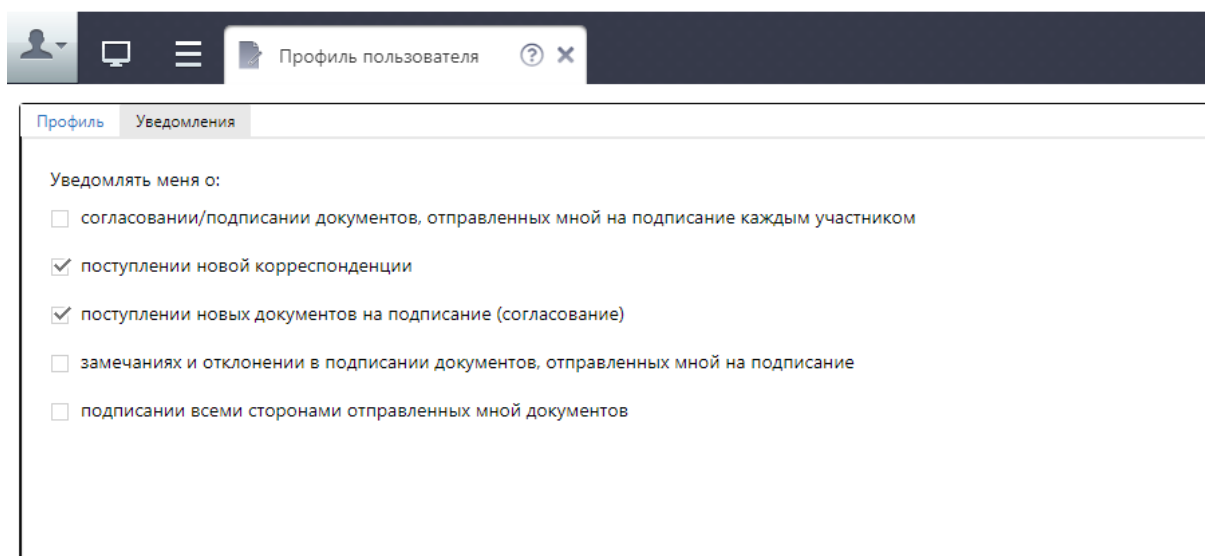 Профиль пользователя ?
Профиль Уведомления
Уведомлять меня о:
согласовании/подписании документов, отправленных мной на подписание каждым участником
поступлении новой корреспонденции
поступлении новых документов на подписание (согласование)
замечаниях и отклонении в подписании документов, отправленных мной на подписание
подписании всеми сторонами отправленных мной документов